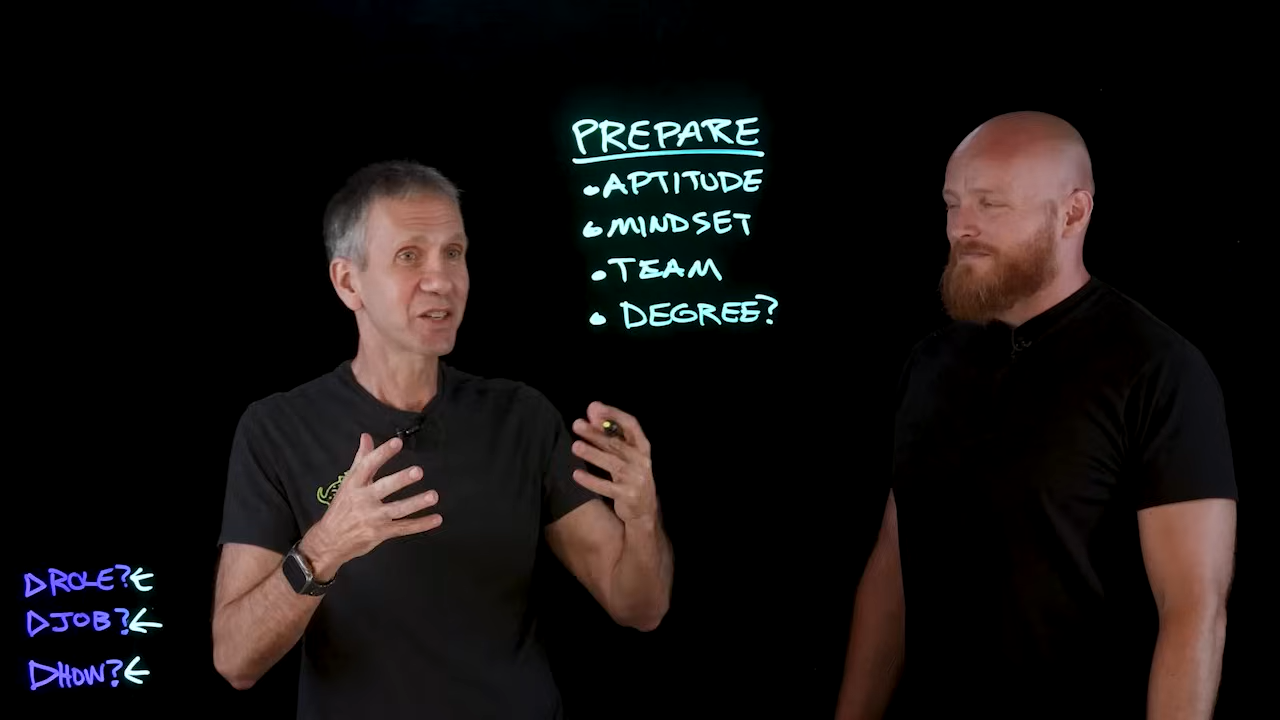 PREPARE
• APTITUDE
• MINDSET
• TEAM
• DEGREE?
▷ ROLE? ←
▷ JOB? ←
▷ HOW? ←